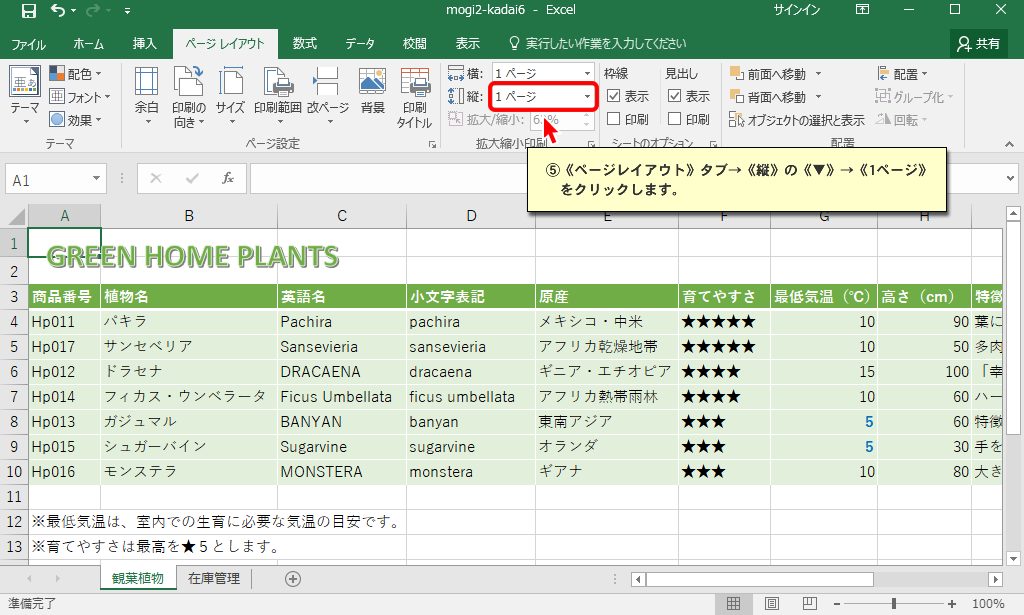 mogi2-kadai6 - Excel
サインイン
ファイル ホーム 挿入 ページ レイアウト 数式 データ 校閲 表示 実行したい作業を入力してください 共有
配色 横: 1 ページ 枠線 見出し 前面へ移動 配置
フォント 縦: 1 ページ 表示 表示 背面へ移動 グループ化
効果 拡大/縮小: 印刷 印刷 オブジェクトの選択と表示 回転
テーマ 余白 印刷の向き サイズ 印刷範囲 改ページ 背景 印刷タイトル
テーマ ページ設定 拡大縮小印刷 シートのオプション 配置
⑤《ページレイアウト》タブ→《縦》の《▼》→《1ページ》
をクリックします。
A1 fx
A B C D E F G H
1 GREEN HOME PLANTS
2
3 商品番号 植物名 英語名 小文字表記 原産 育てやすさ 最低気温（℃） 高さ（cm） 特徴
4 Hp011 パキラ Pachira pachira メキシコ・中米 ★★★★★ 10 90 葉に
5 Hp017 サンセベリア Sansevieria sansevieria アフリカ乾燥地帯 ★★★★★ 10 50 多肉
6 Hp012 ドラセナ DRACAENA dracaena ギニア・エチオピア ★★★★ 15 100 「幸
7 Hp014 フィカス・ウンベラータ Ficus Umbellata ficus umbellata アフリカ熱帯雨林 ★★★★ 10 60 ハー
8 Hp013 ガジュマル BANYAN banyan 東南アジア ★★★ 5 60 特徴
9 Hp015 シュガーバイン Sugarvine sugarvine オランダ ★★★ 5 30 手を
10 Hp016 モンステラ MONSTERA monstera ギアナ ★★★ 10 80 大き
11
12 ※最低気温は、室内での生育に必要な気温の目安です。
13 ※育てやすさは最高を★５とします。
観葉植物 在庫管理
準備完了 100%